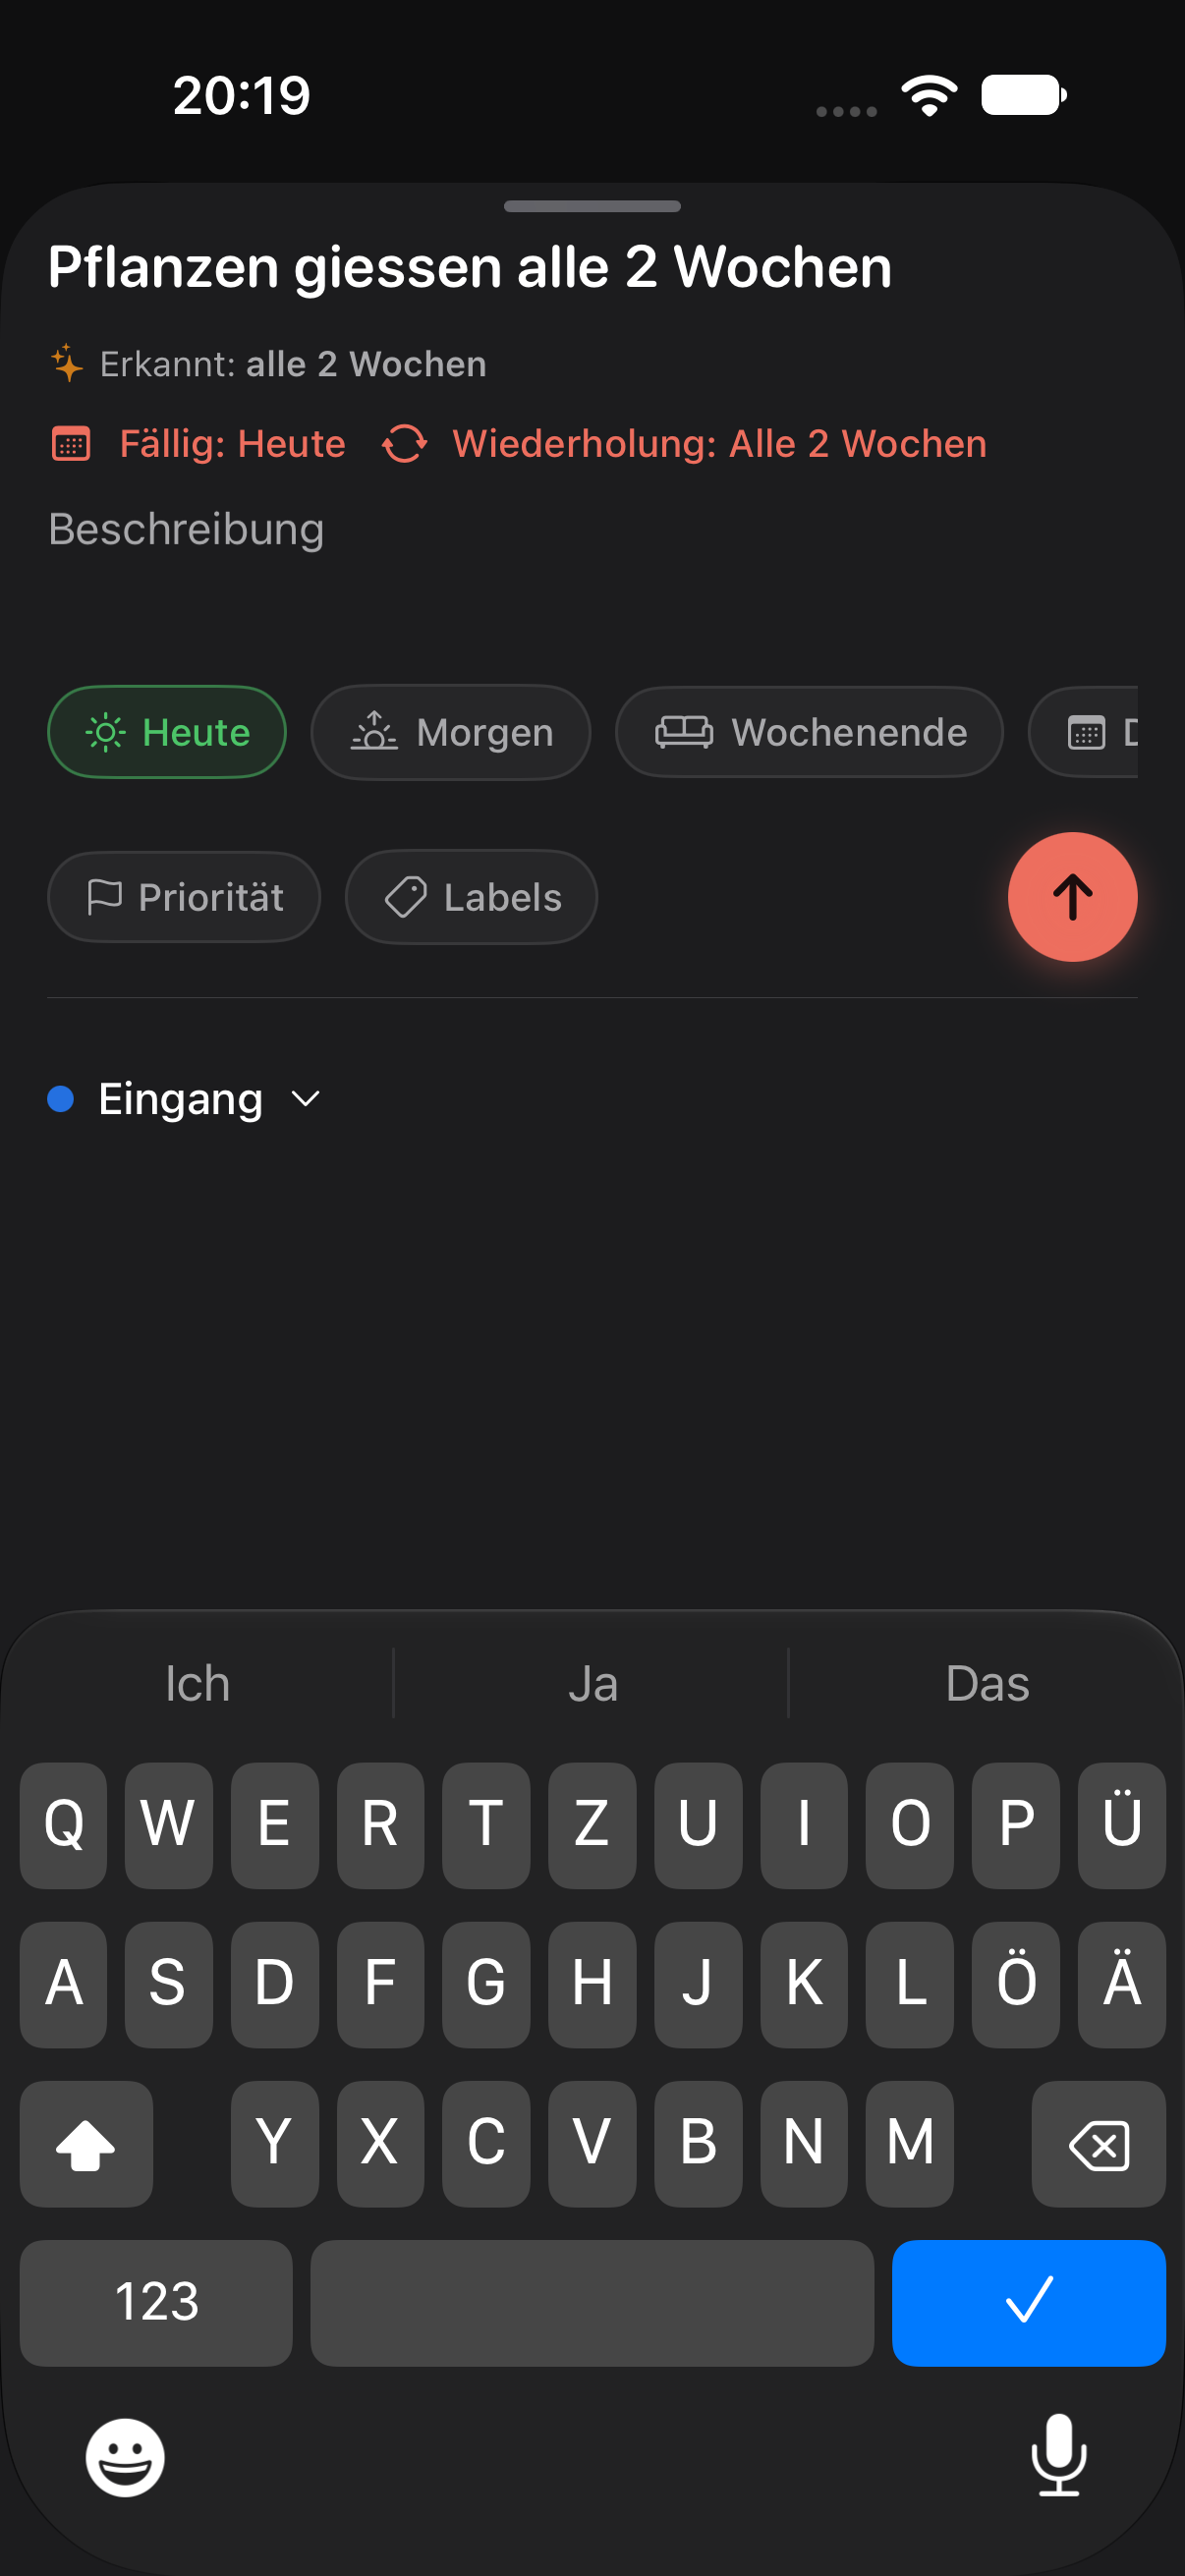 20:19
Pflanzen giessen alle 2 Wochen
Erkannt: alle 2 Wochen
Fällig: Heute Wiederholung: Alle 2 Wochen
Beschreibung
Heute Morgen Wochenende
Priorität Labels
Eingang
Ich Ja Das
Q W E R T Z U I O P Ü
A S D F G H J K L Ö Ä
Y X C V B N M
123